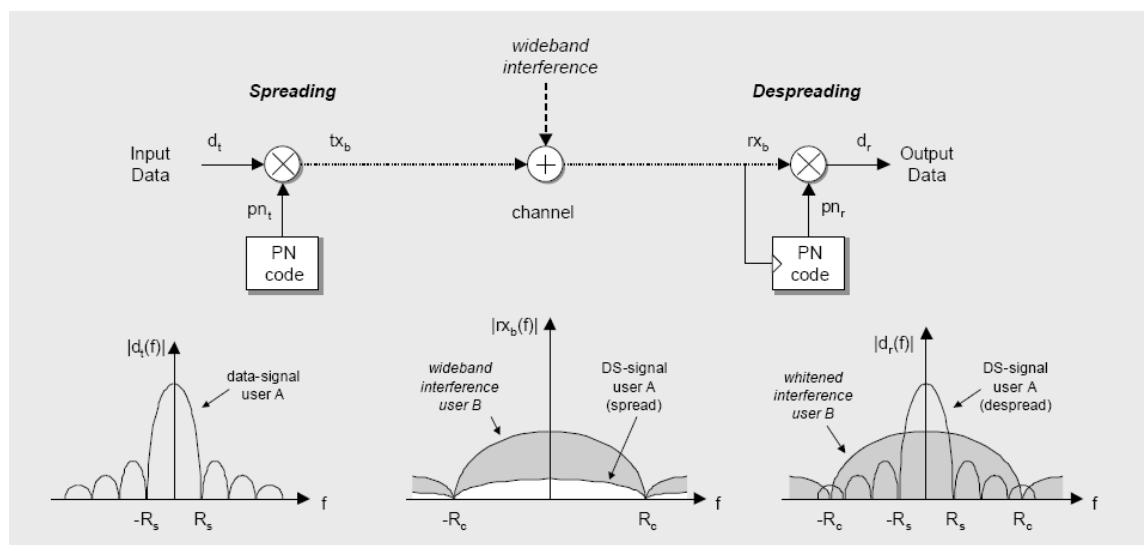 wideband
interference
Spreading
Despreading
Input
Data
d_t
tx_b
rx_b
d_r
Output
Data
pn_t
channel
pn_r
PN
code
PN
code
|d_t(f)|
data-signal
user A
-R_s
R_s
f
|rx_b(f)|
wideband
interference
user B
DS-signal
user A
(spread)
-R_c
R_c
f
|d_r(f)|
whitened
interference
user B
DS-signal
user A
(despread)
-R_c
-R_s
R_s
R_c
f